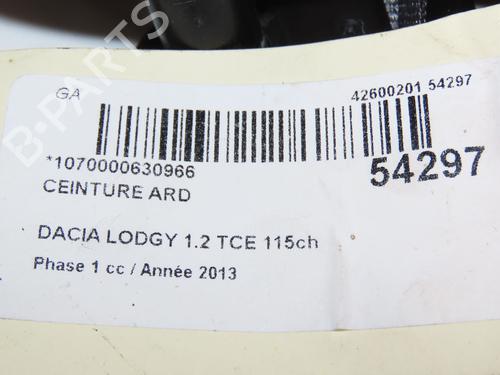 GA
42600201 54297
*1070000630966
54297
CEINTURE ARD
DACIA LODGY 1.2 TCE 115ch
Phase 1 cc / Année 2013
B-PARTS